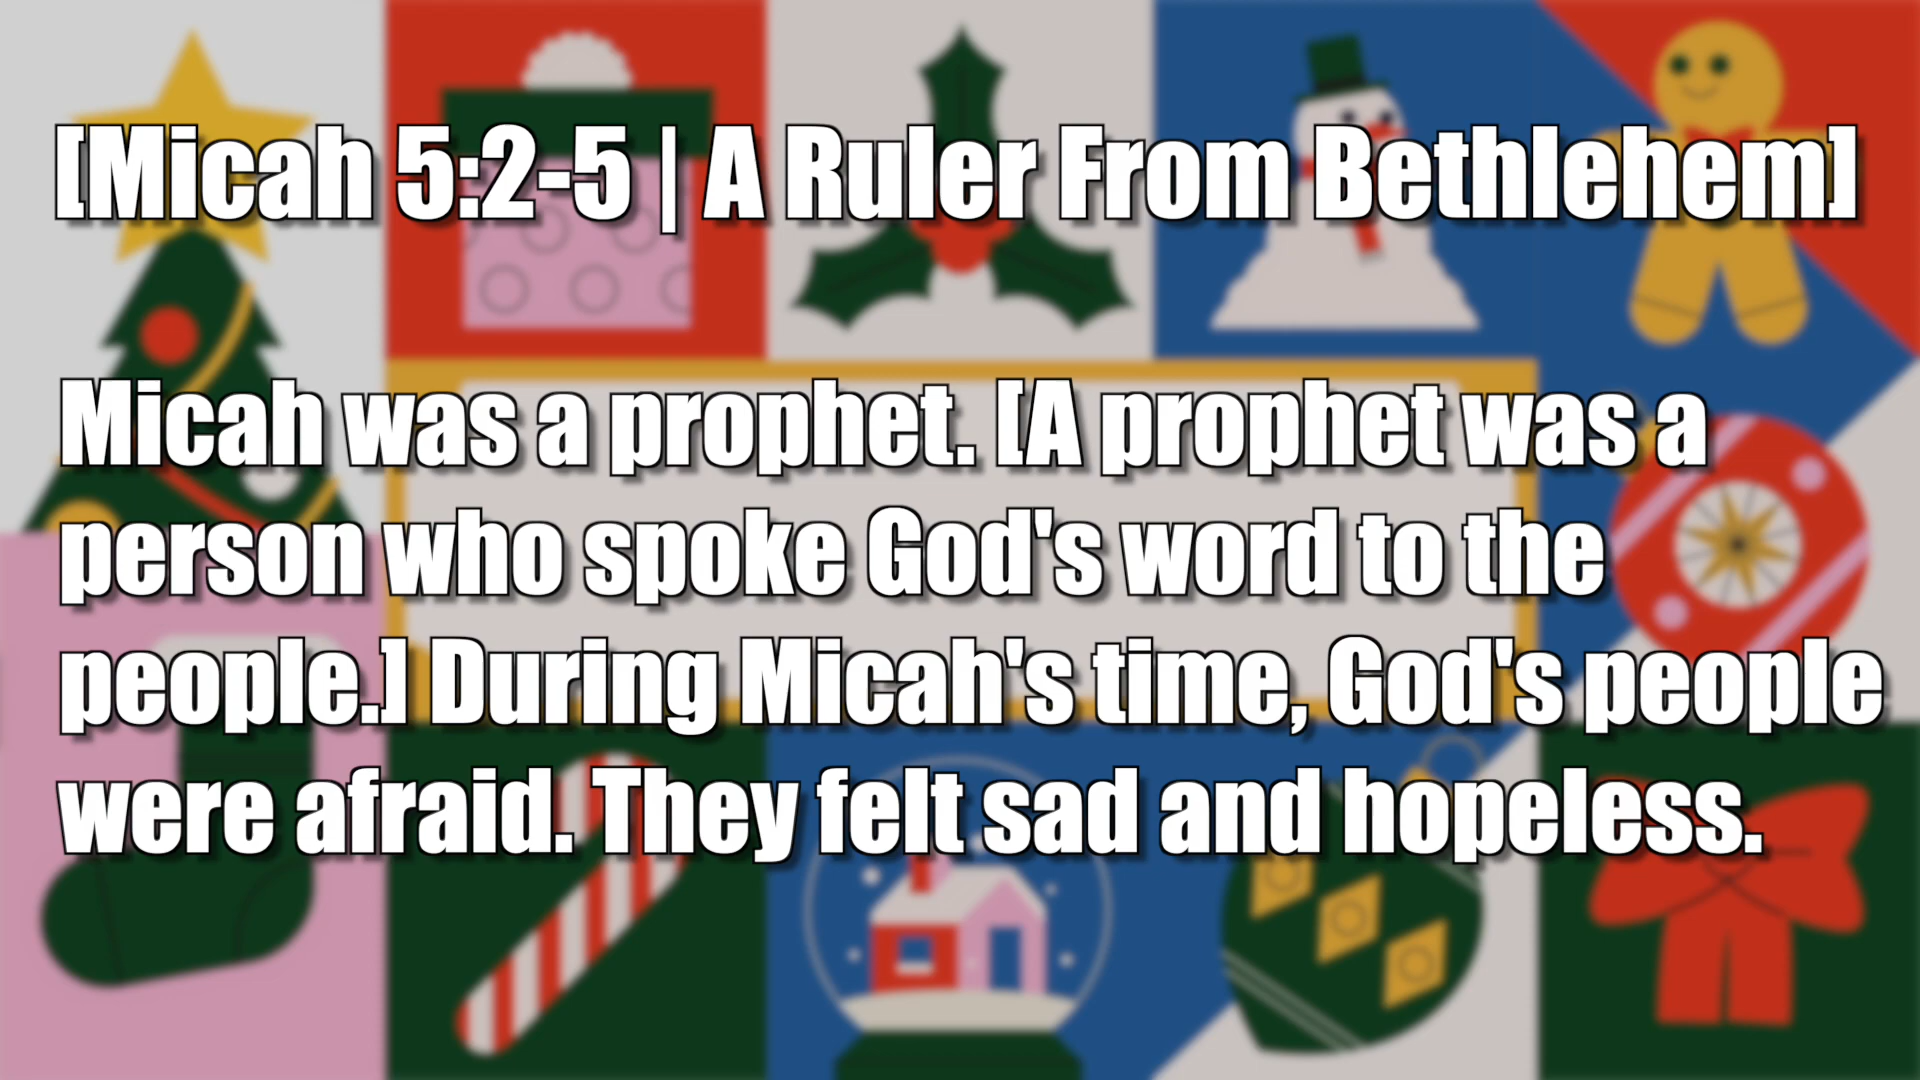 [Micah 5:2-5 | A Ruler From Bethlehem]
Micah was a prophet. [A prophet was a
person who spoke God's word to the
people.] During Micah's time, God's people
were afraid. They felt sad and hopeless.